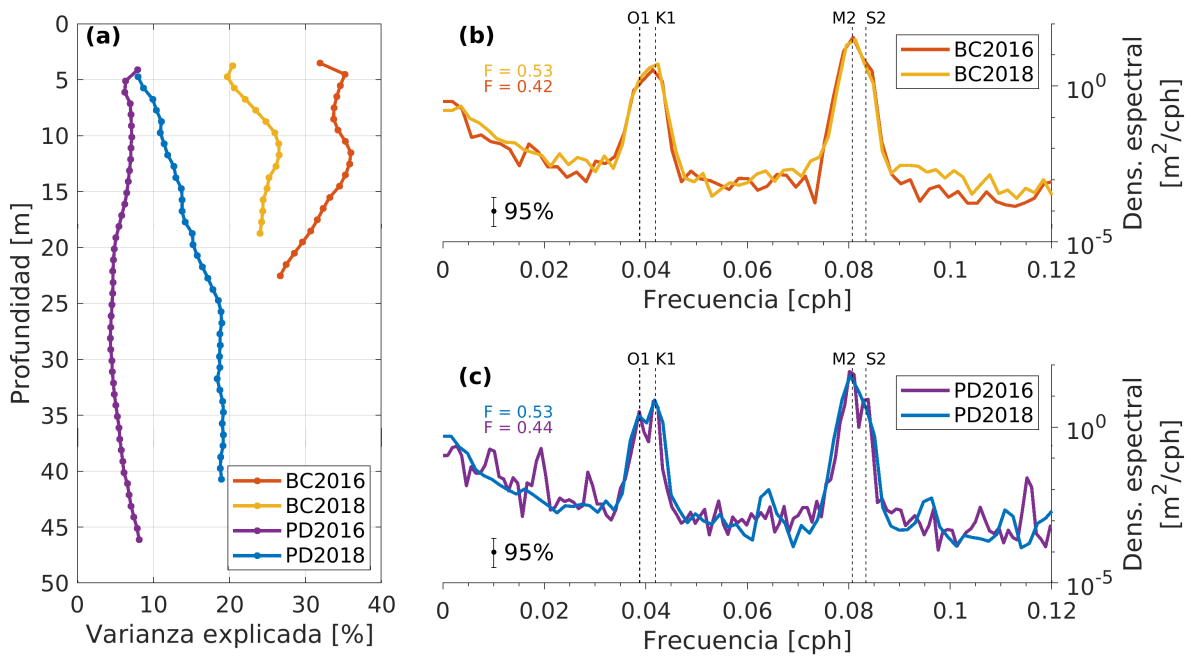 (a)
0
5
10
15
20
25
30
35
40
45
50
Profundidad [m]
0 10 20 30 40
Varianza explicada [%]
BC2016
BC2018
PD2016
PD2018
(b)
O1 K1 M2 S2
F = 0.53
F = 0.42
95%
BC2016
BC2018
10^0
10^-5
Dens. espectral
[m^2/cph]
0 0.02 0.04 0.06 0.08 0.1 0.12
Frecuencia [cph]
(c)
O1 K1 M2 S2
F = 0.53
F = 0.44
95%
PD2016
PD2018
10^0
10^-5
Dens. espectral
[m^2/cph]
0 0.02 0.04 0.06 0.08 0.1 0.12
Frecuencia [cph]